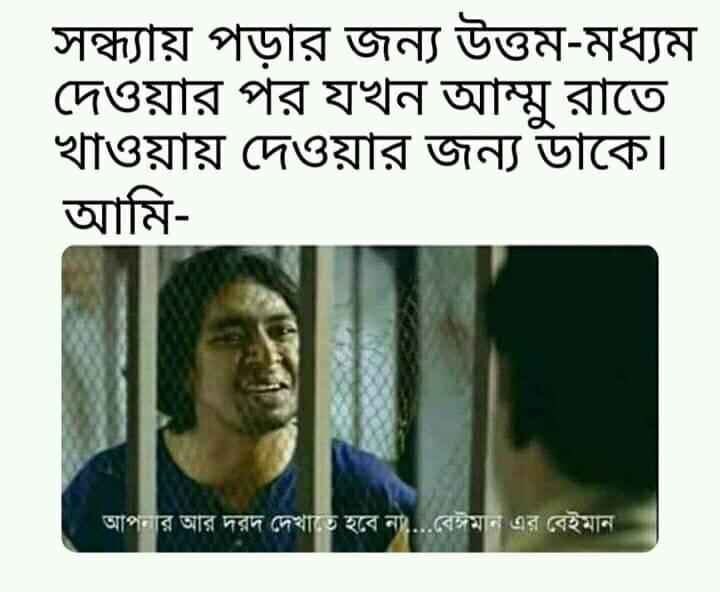 সন্ধ্যায় পড়ার জন্য উত্তম-মধ্যম
দেওয়ার পর যখন আম্মু রাতে
খাওয়ায় দেওয়ার জন্য ডাকে।
আমি-
আপনার আর দরদ দেখাতে হবে না....বেঈমান এর বেইমান